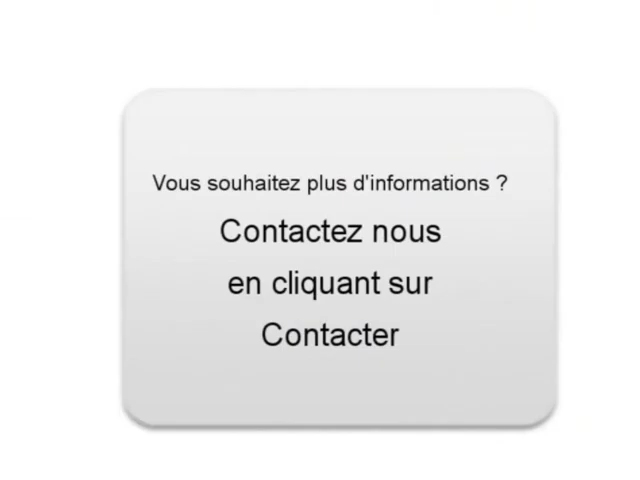 Vous souhaitez plus d'informations ?
Contactez nous
en cliquant sur
Contacter